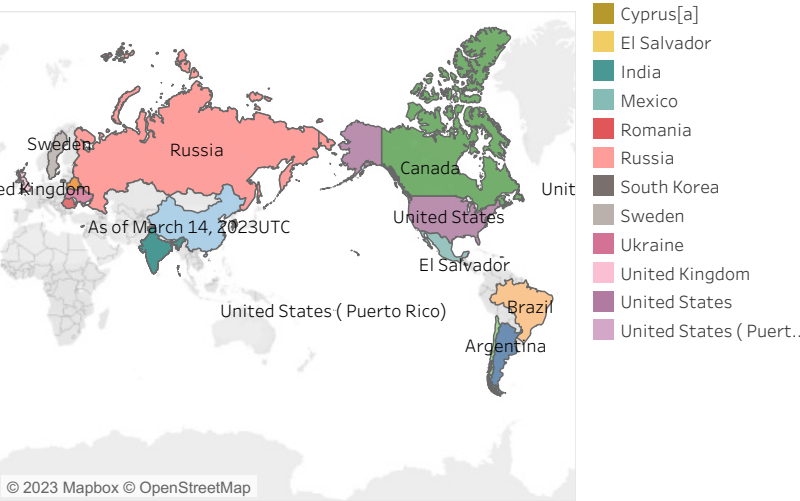 Sweden
Russia
ed Kingdom
As of March 14, 2023UTC
Canada
United States
Unit
El Salvador
United States ( Puerto Rico)
Brazil
Argentina
© 2023 Mapbox © OpenStreetMap
Cyprus[a]
El Salvador
India
Mexico
Romania
Russia
South Korea
Sweden
Ukraine
United Kingdom
United States
United States ( Puert...